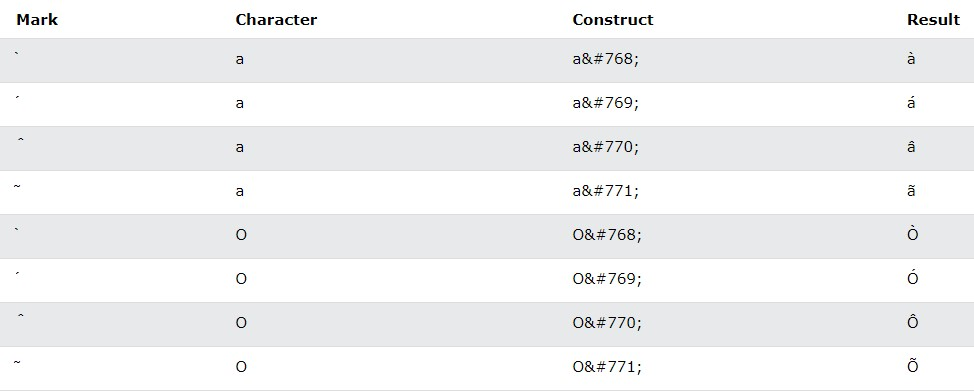 Mark Character Construct Result
̀ a a&#768; à
́ a a&#769; á
̂ a a&#770; â
̃ a a&#771; ã
̀ O O&#768; Ò
́ O O&#769; Ó
̂ O O&#770; Ô
̃ O O&#771; Õ